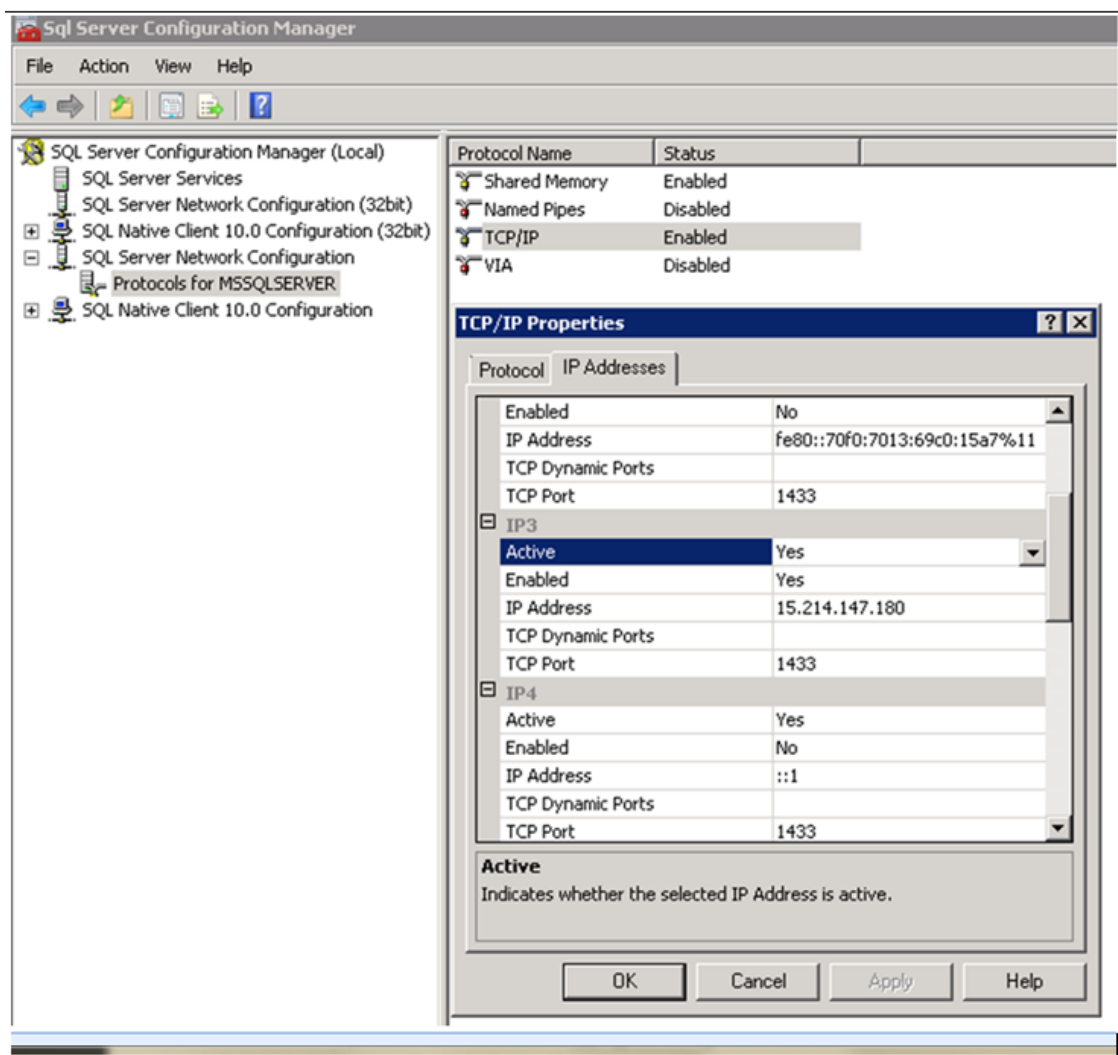 Sql Server Configuration Manager
File Action View Help
SQL Server Configuration Manager (Local)
SQL Server Services
SQL Server Network Configuration (32bit)
SQL Native Client 10.0 Configuration (32bit)
SQL Server Network Configuration
Protocols for MSSQLSERVER
SQL Native Client 10.0 Configuration
Protocol Name Status
Shared Memory Enabled
Named Pipes Disabled
TCP/IP Enabled
VIA Disabled
TCP/IP Properties
Protocol IP Addresses
Enabled No
IP Address fe80::70f0:7013:69c0:15a7%11
TCP Dynamic Ports
TCP Port 1433
IP3
Active Yes
Enabled Yes
IP Address 15.214.147.180
TCP Dynamic Ports
TCP Port 1433
IP4
Active Yes
Enabled No
IP Address ::1
TCP Dynamic Ports
TCP Port 1433
Active
Indicates whether the selected IP Address is active.
OK Cancel Apply Help